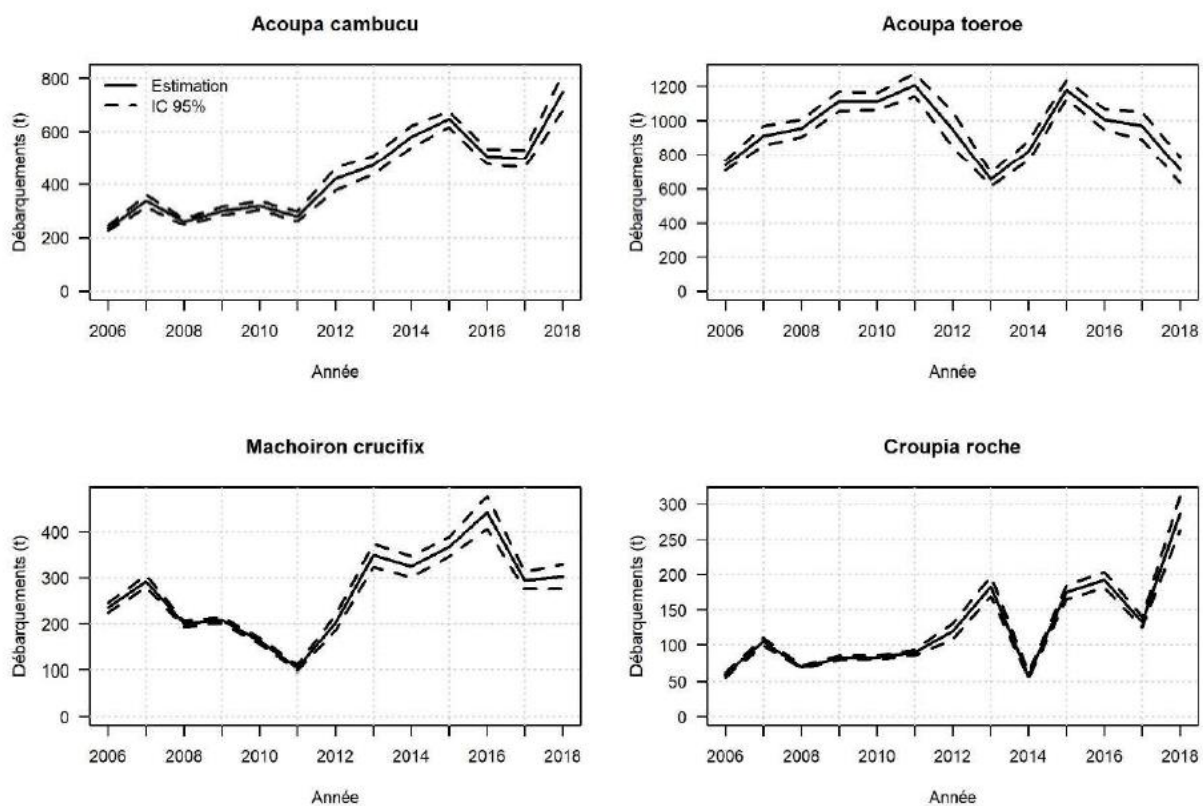 Acoupa cambucu
Débarquements (t)
800
600
400
200
0
Estimation
IC 95%
2006 2008 2010 2012 2014 2016 2018
Année
Acoupa toeroe
Débarquements (t)
1200
1000
800
600
400
200
0
2006 2008 2010 2012 2014 2016 2018
Année
Machoiron crucifix
Débarquements (t)
400
300
200
100
0
2006 2008 2010 2012 2014 2016 2018
Année
Croupia roche
Débarquements (t)
300
250
200
150
100
50
0
2006 2008 2010 2012 2014 2016 2018
Année